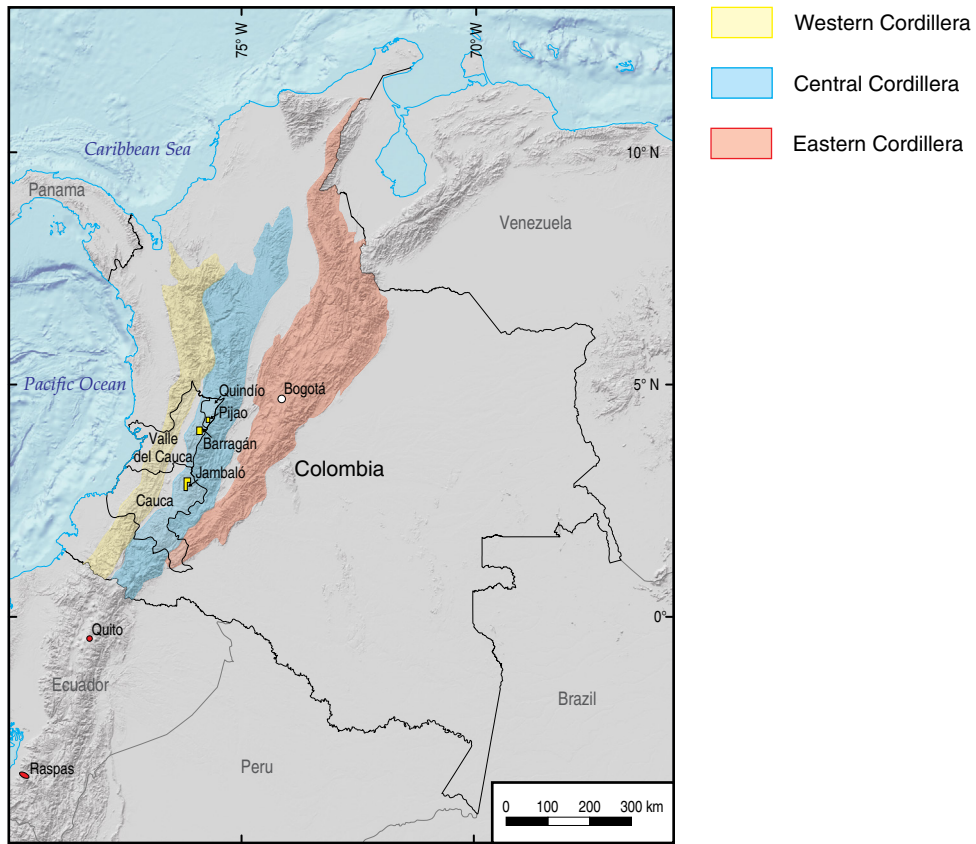 75° W
70° W
Western Cordillera
Central Cordillera
Eastern Cordillera
Caribbean Sea
10° N
Panama
Venezuela
Pacific Ocean
5° N
Quindío
Bogotá
Pijao
Valle
del Cauca
Barragán
Colombia
Jambaló
Cauca
0°
Quito
Ecuador
Brazil
Peru
Raspas
0 100 200 300 km